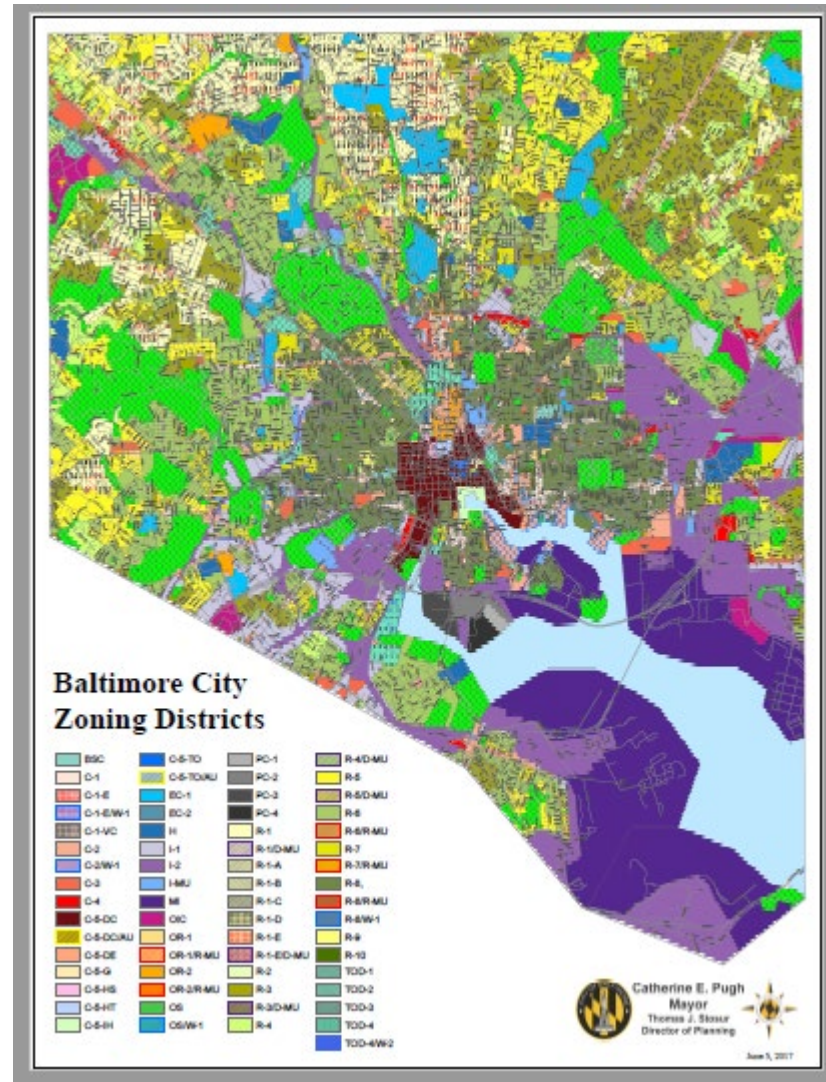 Baltimore City
Zoning Districts
BSC
C-1
C-1-E
C-1-E/W-1
C-1-VC
C-2
C-2/W-1
C-3
C-4
C-5-DC
C-5-DC/AU
C-5-DE
C-5-G
C-5-HS
C-5-HT
C-5-IH
C-5-TO
C-5-TO/AU
EC-1
EC-2
H
I-1
I-2
I-MU
MI
OIC
OR-1
OR-1/R-MU
OR-2
OR-2/R-MU
OS
OS/W-1
PC-1
PC-2
PC-3
PC-4
R-1
R-1/D-MU
R-1-A
R-1-B
R-1-C
R-1-D
R-1-E
R-1-E/D-MU
R-2
R-3
R-3/D-MU
R-4
R-4/D-MU
R-5
R-5/D-MU
R-6
R-6/R-MU
R-7
R-7/R-MU
R-8,
R-8/R-MU
R-8/W-1
R-9
R-10
TOD-1
TOD-2
TOD-3
TOD-4
TOD-4/W-2
Catherine E. Pugh
Mayor
Thomas J. Stosur
Director of Planning
June 5, 2017